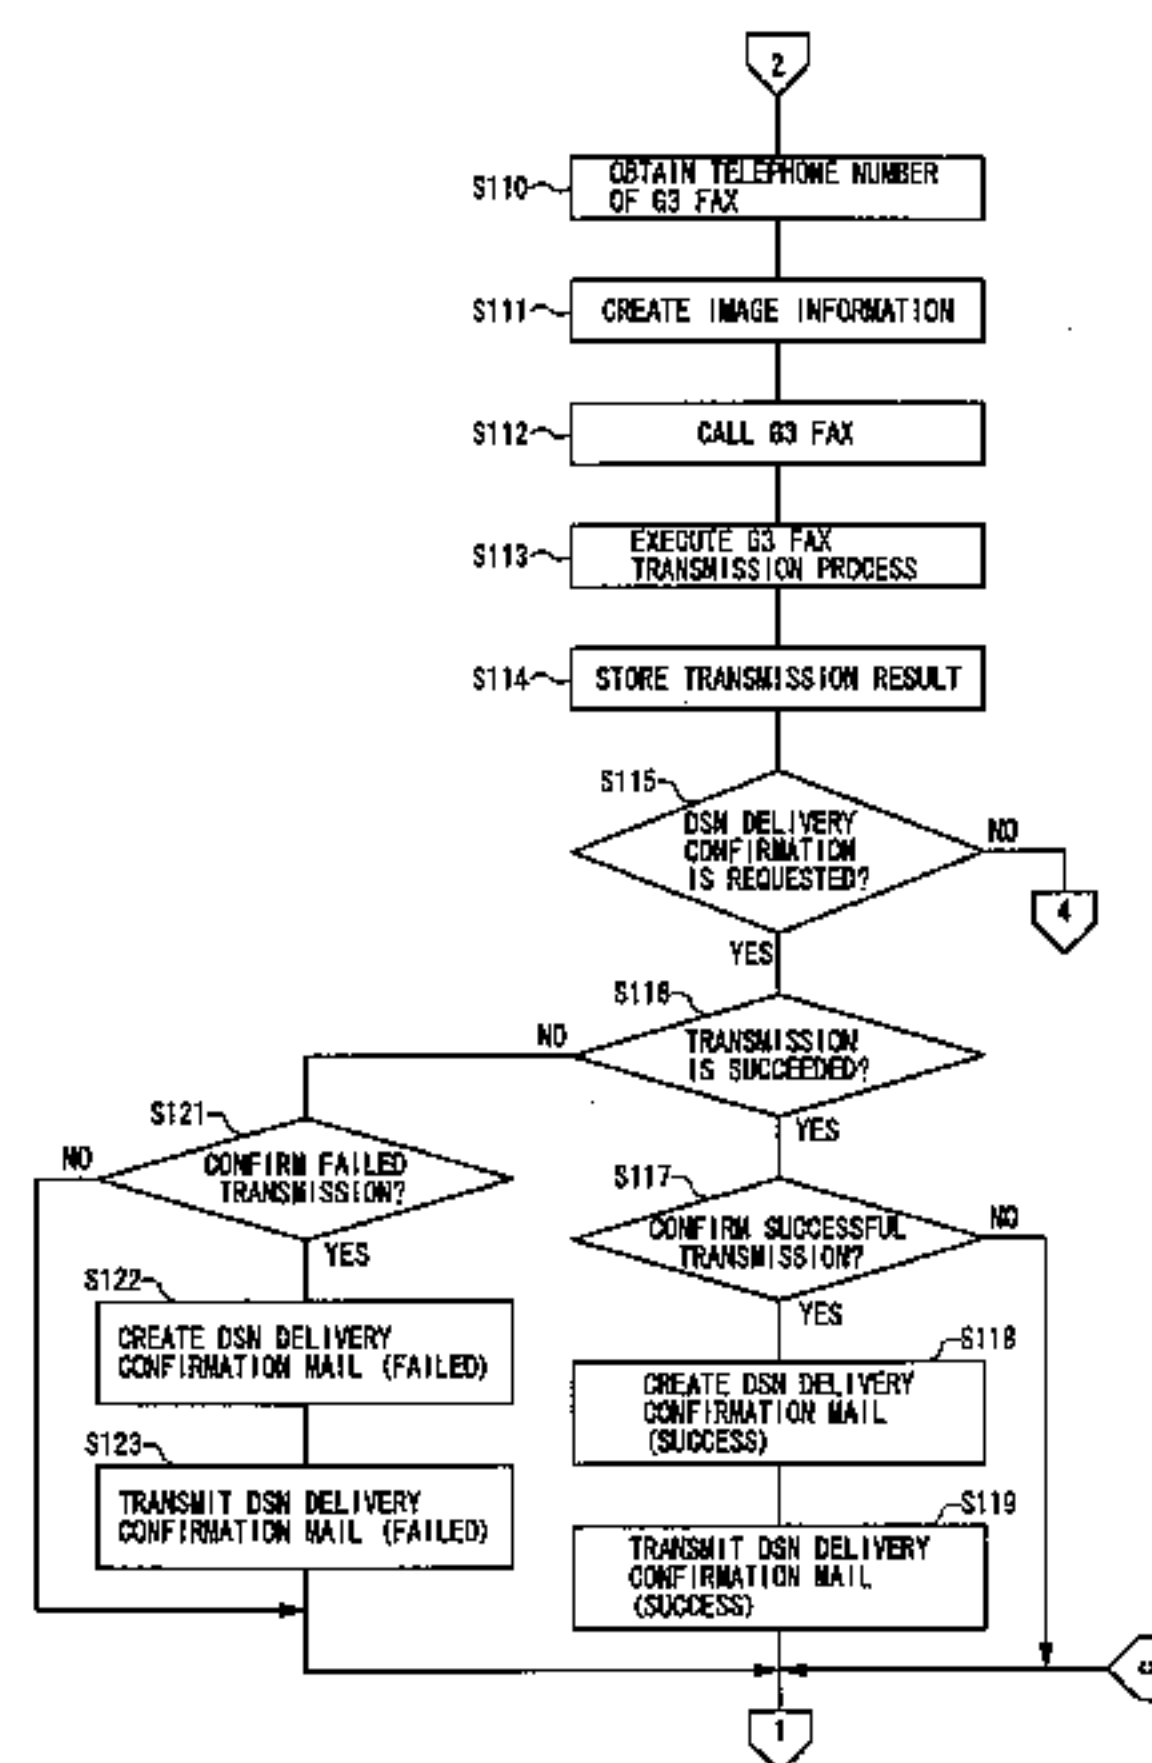 2
S110
OBTAIN TELEPHONE NUMBER
OF G3 FAX
S111
CREATE IMAGE INFORMATION
S112
CALL G3 FAX
S113
EXECUTE G3 FAX
TRANSMISSION PROCESS
S114
STORE TRANSMISSION RESULT
S115
DSN DELIVERY
CONFIRMATION
IS REQUESTED?
NO
4
YES
S116
TRANSMISSION
IS SUCCEEDED?
NO
YES
S121
CONFIRM FAILED
TRANSMISSION?
NO
YES
S117
CONFIRM SUCCESSFUL
TRANSMISSION?
NO
YES
S122
CREATE DSN DELIVERY
CONFIRMATION MAIL (FAILED)
S118
CREATE DSN DELIVERY
CONFIRMATION MAIL
(SUCCESS)
S123
TRANSMIT DSN DELIVERY
CONFIRMATION MAIL (FAILED)
S119
TRANSMIT DSN DELIVERY
CONFIRMATION MAIL
(SUCCESS)
1